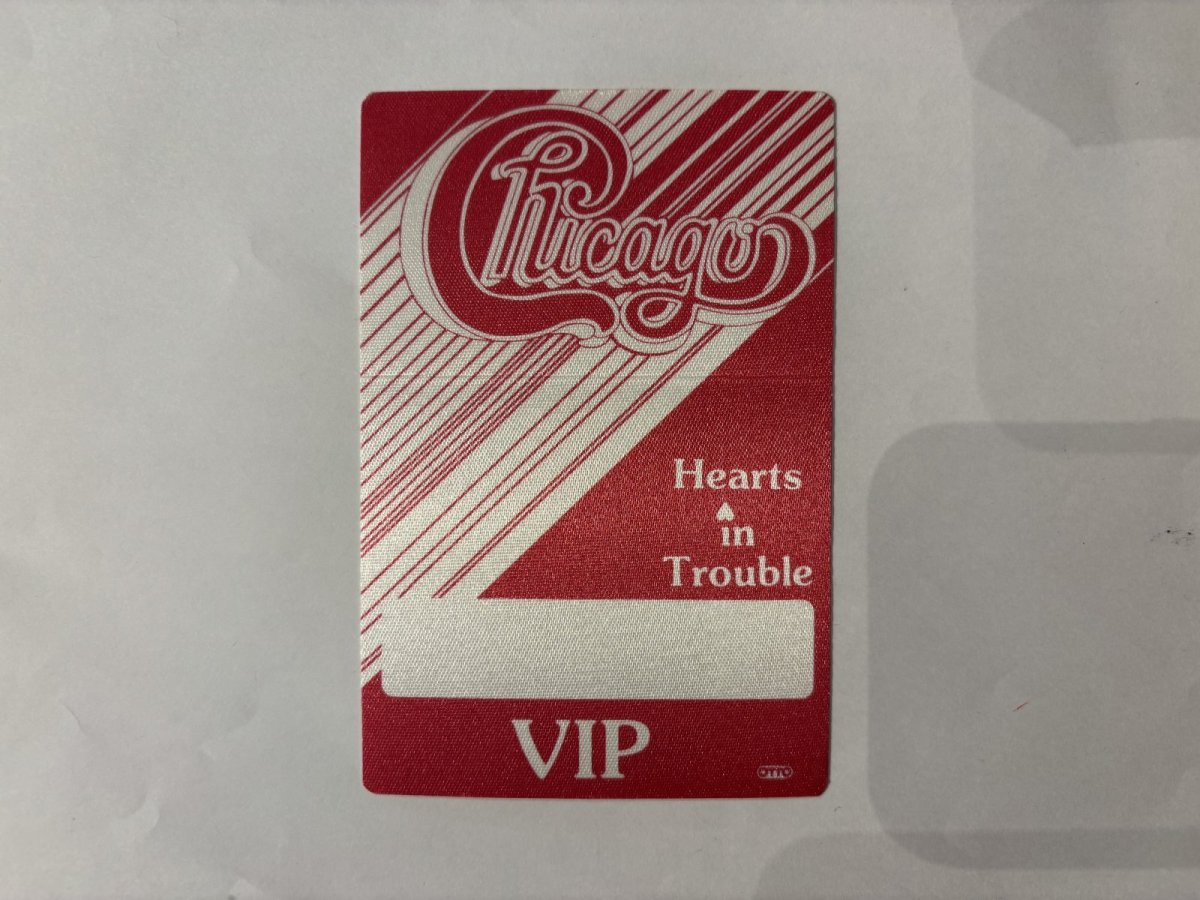 Chicago
Hearts
in
Trouble
VIP
OTTO